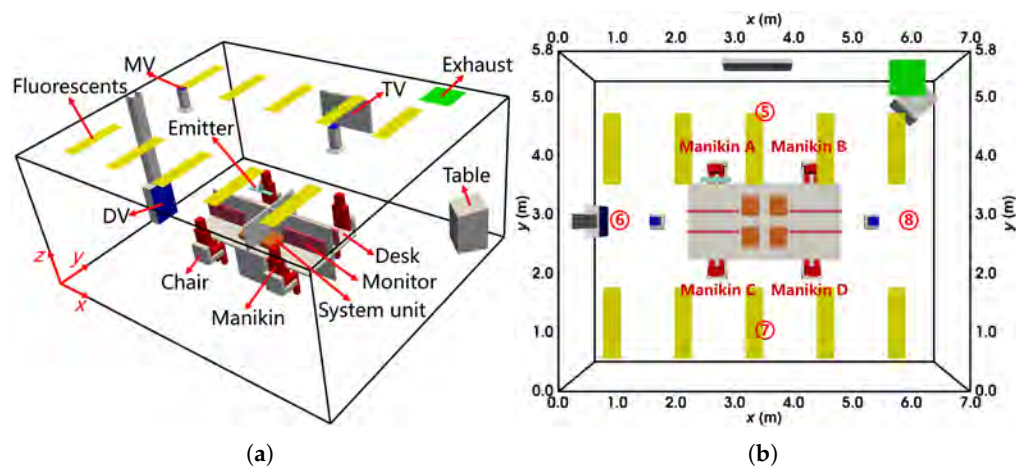 MV
Exhaust
Fluorescents
TV
Emitter
Table
DV
Desk
Monitor
Chair
System unit
Manikin
z
y
x
(a)
x (m)
0.0 1.0 2.0 3.0 4.0 5.0 6.0 7.0
5.8 5.8
5.0 5.0
⑤
Manikin A Manikin B
4.0 4.0
y (m) y (m)
3.0 ⑥ ⑧ 3.0
2.0 2.0
Manikin C Manikin D
⑦
1.0 1.0
0.0 0.0
0.0 1.0 2.0 3.0 4.0 5.0 6.0 7.0
x (m)
(b)